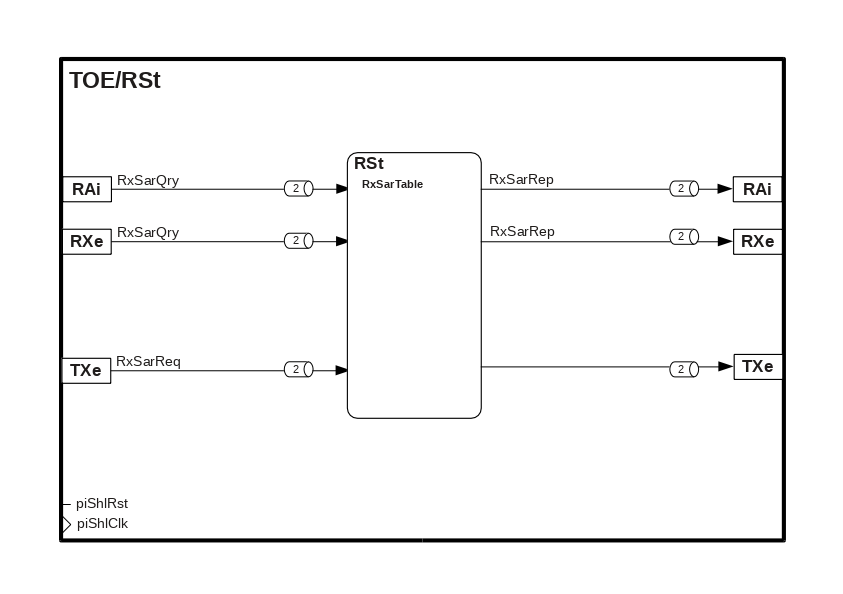 TOE/RSt
RAi
RxSarQry
2
RSt
RxSarTable
RxSarRep
2
RAi
RXe
RxSarQry
2
RxSarRep
2
RXe
TXe
RxSarReq
2
2
TXe
piShlRst
piShlClk